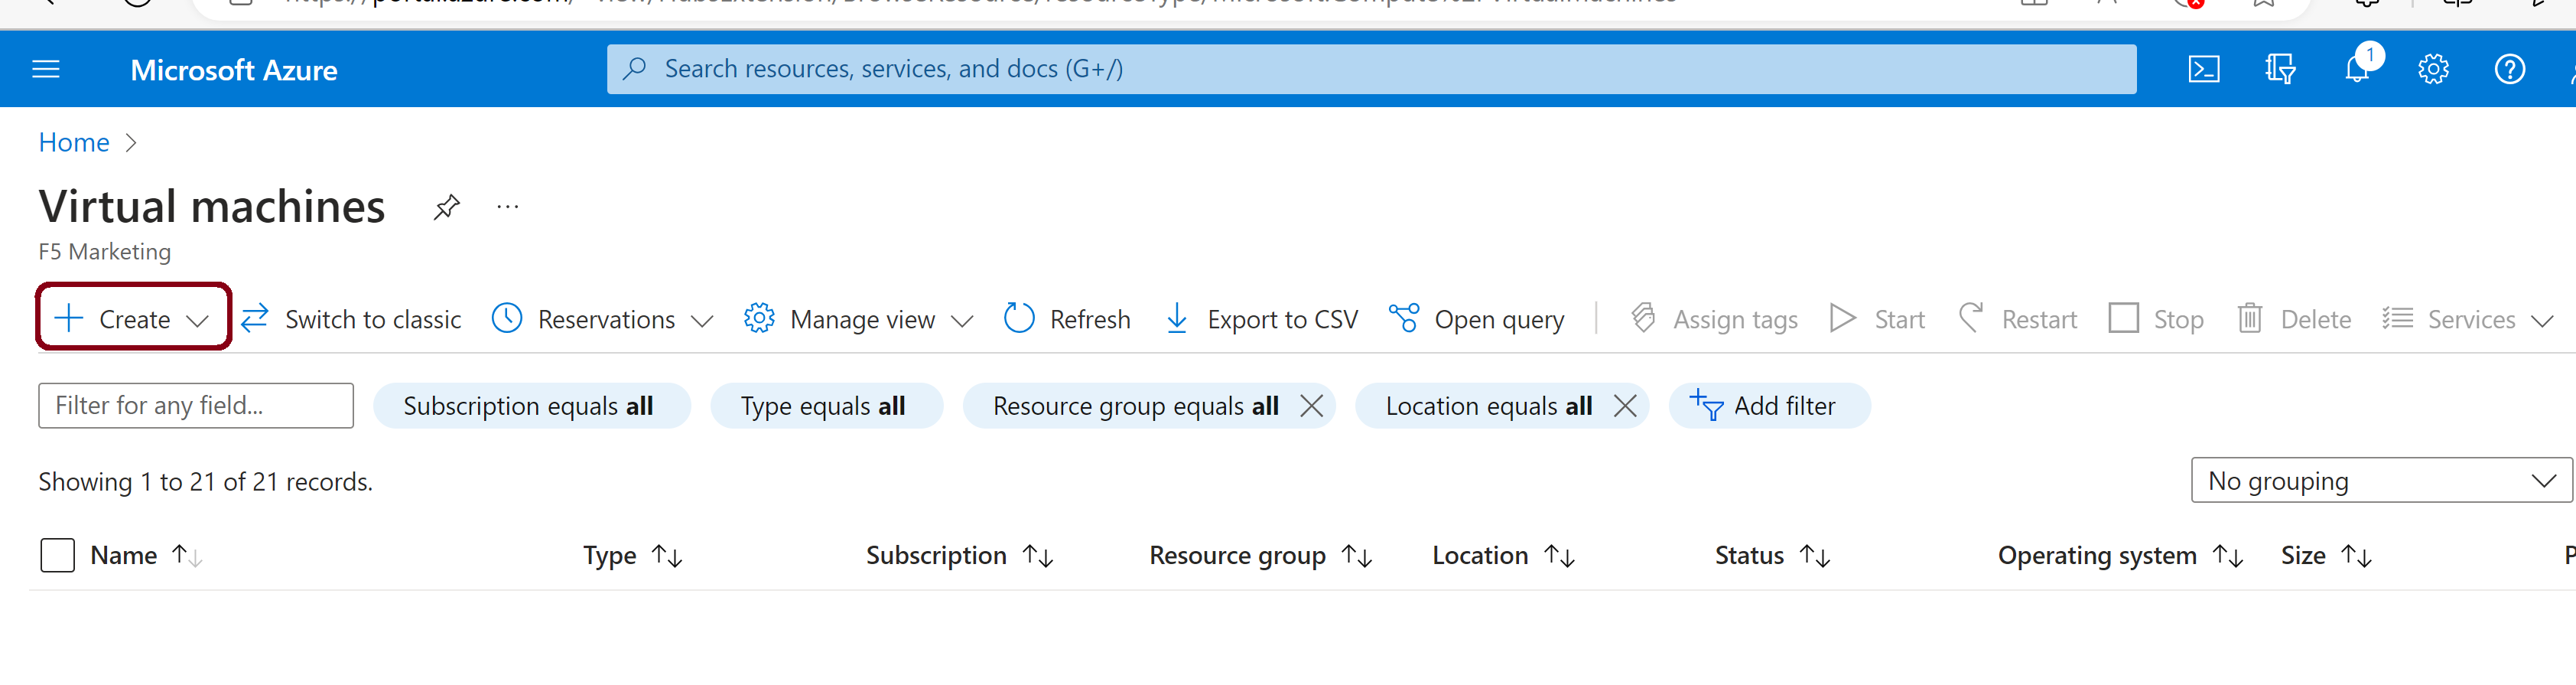 Microsoft Azure
Search resources, services, and docs (G+/)
1
Home
Virtual machines
F5 Marketing
Create
Switch to classic
Reservations
Manage view
Refresh
Export to CSV
Open query
Assign tags
Start
Restart
Stop
Delete
Services
Filter for any field...
Subscription equals all
Type equals all
Resource group equals all
Location equals all
Add filter
Showing 1 to 21 of 21 records.
No grouping
Name
Type
Subscription
Resource group
Location
Status
Operating system
Size